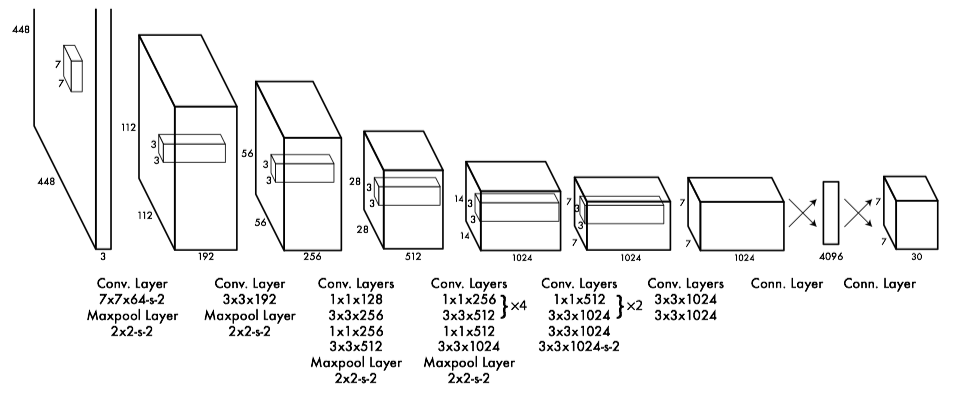 448
7
7
448
3
112
3
3
112
192
56
3
3
56
256
28
3
3
28
512
14
3
3
14
1024
7
3
3
7
1024
7
7
1024
4096
7
7
30
Conv. Layer
7x7x64-s-2
Maxpool Layer
2x2-s-2
Conv. Layer
3x3x192
Maxpool Layer
2x2-s-2
Conv. Layers
1x1x128
3x3x256
1x1x256
3x3x512
Maxpool Layer
2x2-s-2
Conv. Layers
1x1x256
3x3x512
}×4
1x1x512
3x3x1024
Maxpool Layer
2x2-s-2
Conv. Layers
1x1x512
3x3x1024
}×2
3x3x1024
3x3x1024-s-2
Conv. Layers
3x3x1024
3x3x1024
Conn. Layer
Conn. Layer